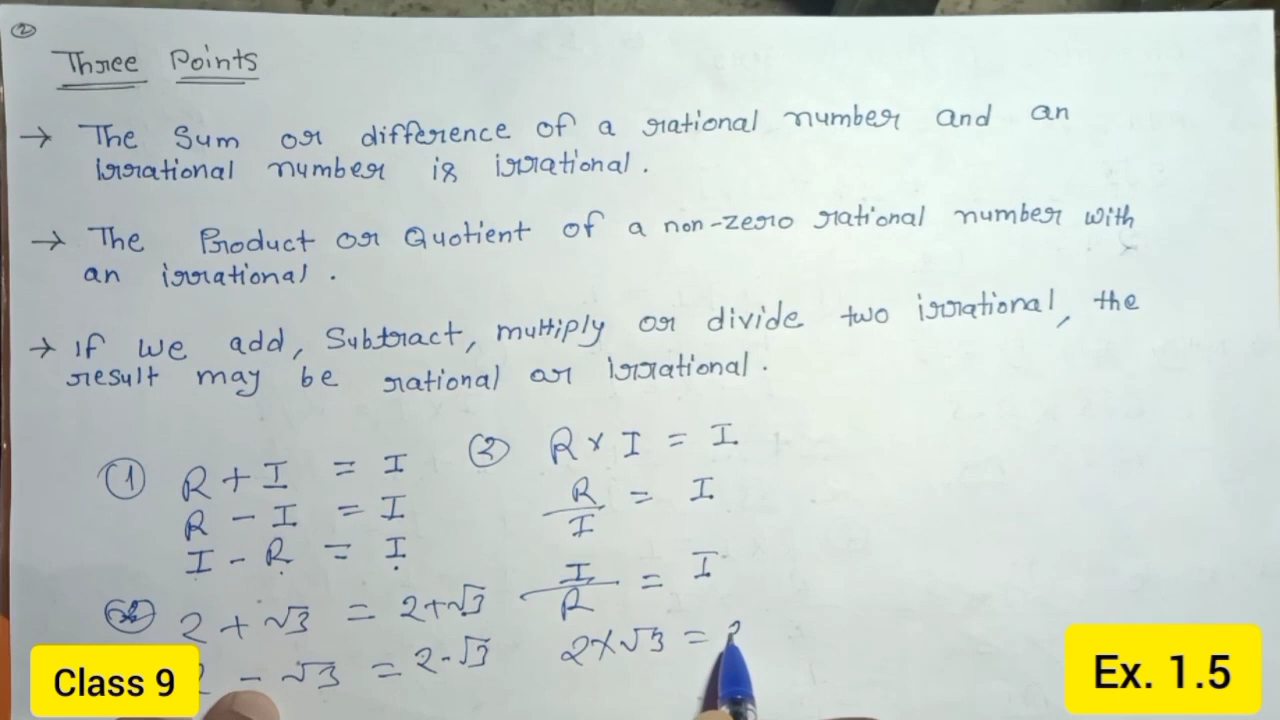 ②
Three Points
→ The Sum or difference of a rational number and an
irrational number is irrational.
→ The Product or Quotient of a non-zero rational number with
an irrational.
→ If we add, Subtract, multiply or divide two irrational, the
result may be rational or irrational.
① R + I = I
R - I = I
I - R = I
2 + √3 = 2+√3
- √3 = 2-√3
② R × I = I
R/I = I
I/R = I
2×√3 =
Class 9
Ex. 1.5